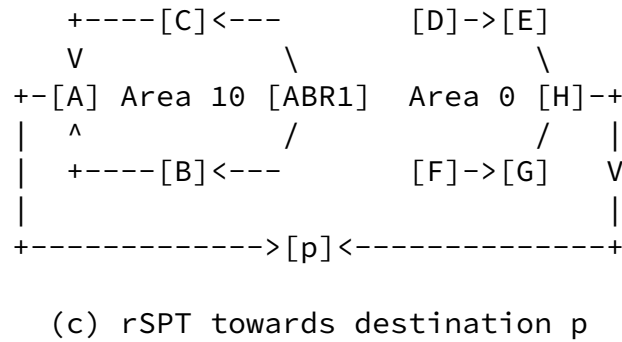 +----[C]<--- [D]->[E]
V \ \
+-[A] Area 10 [ABR1] Area 0 [H]-+
| ^ / / |
| +----[B]<--- [F]->[G] V
| |
+------------->[p]<--------------+
(c) rSPT towards destination p